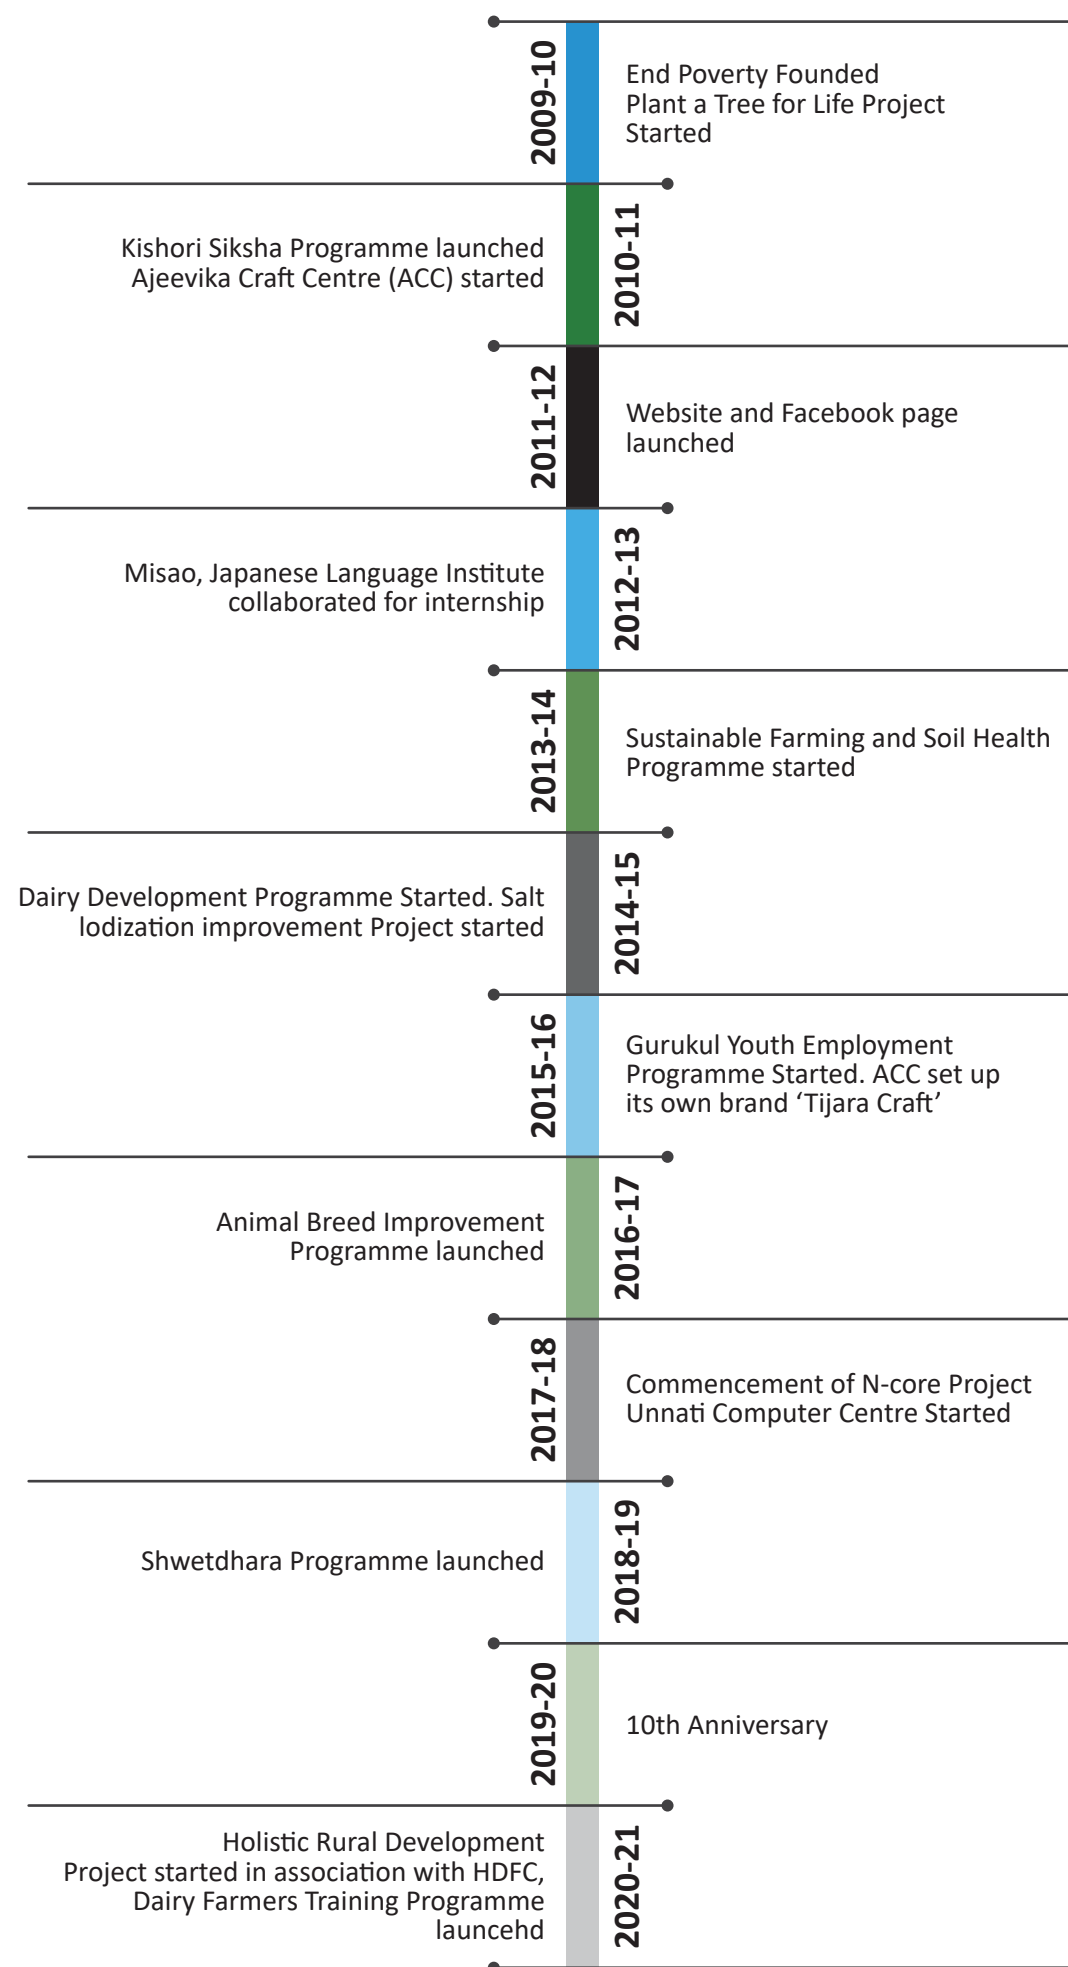 2009-10
End Poverty Founded
Plant a Tree for Life Project
Started
Kishori Siksha Programme launched
Ajeevika Craft Centre (ACC) started
2010-11
2011-12
Website and Facebook page
launched
Misao, Japanese Language Institute
collaborated for internship
2012-13
2013-14
Sustainable Farming and Soil Health
Programme started
Dairy Development Programme Started. Salt
lodization improvement Project started
2014-15
2015-16
Gurukul Youth Employment
Programme Started. ACC set up
its own brand ‘Tijara Craft’
Animal Breed Improvement
Programme launched
2016-17
2017-18
Commencement of N-core Project
Unnati Computer Centre Started
Shwetdhara Programme launched
2018-19
2019-20
10th Anniversary
Holistic Rural Development
Project started in association with HDFC,
Dairy Farmers Training Programme
launcehd
2020-21